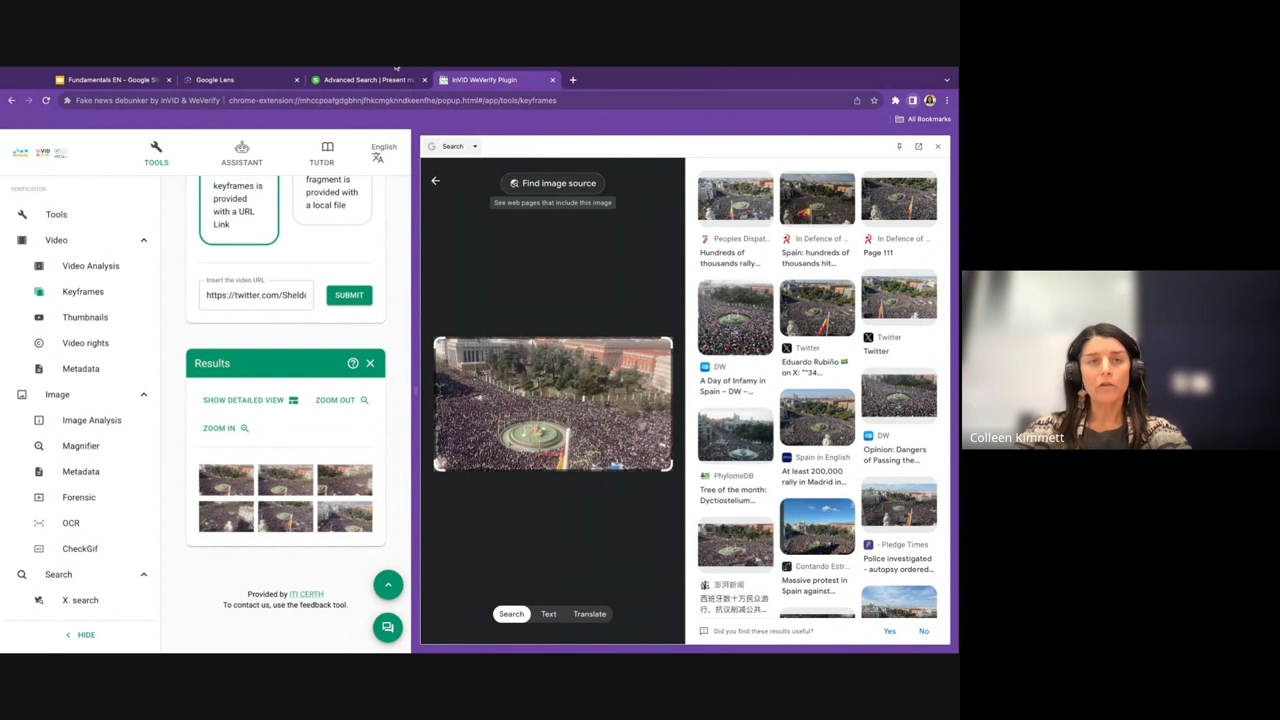 Fundamentals EN - Google Sli
Google Lens
Advanced Search | Present m
InVID WeVerify Plugin
Fake news debunker by InVID & WeVerify
chrome-extension://mhccpoafgdgbhnjfhkcmgknndkeenfhe/popup.html#/app/tools/keyframes
All Bookmarks
InVID
TOOLS
ASSISTANT
TUTOR
English
VERIFICATION
Tools
Video
Video Analysis
Keyframes
Thumbnails
Video rights
Metadata
Image
Image Analysis
Magnifier
Metadata
Forensic
OCR
CheckGif
Search
X. search
HIDE
keyframes is
provided
with a URL
Link
fragment is
provided with
a local file
Insert the video URL
https://twitter.com/Sheldo
SUBMIT
Results
SHOW DETAILED VIEW
ZOOM OUT
ZOOM IN
Provided by ITI CERTH
To contact us, use the feedback tool.
Search
Find image source
See web pages that include this image
Search
Text
Translate
Peoples Dispat...
Hundreds of
thousands rally...
DW
A Day of Infamy in
Spain – DW –...
PhylomeDB
Tree of the month:
Dyctiostelium...
澎湃新闻
西班牙数十万民众游
行，抗议削减公共...
In Defence of ...
Spain: hundreds of
thousands hit...
Twitter
Eduardo Rubiño
on X: "“34...
Spain in English
At least 200,000
rally in Madrid in...
Contando Estr...
Massive protest in
Spain against...
In Defence of ...
Page 111
Twitter
Twitter
DW
Opinion: Dangers
of Passing the...
- Pledge Times
Police investigated
- autopsy ordered...
Did you find these results useful?
Yes
No
Colleen Kimmett